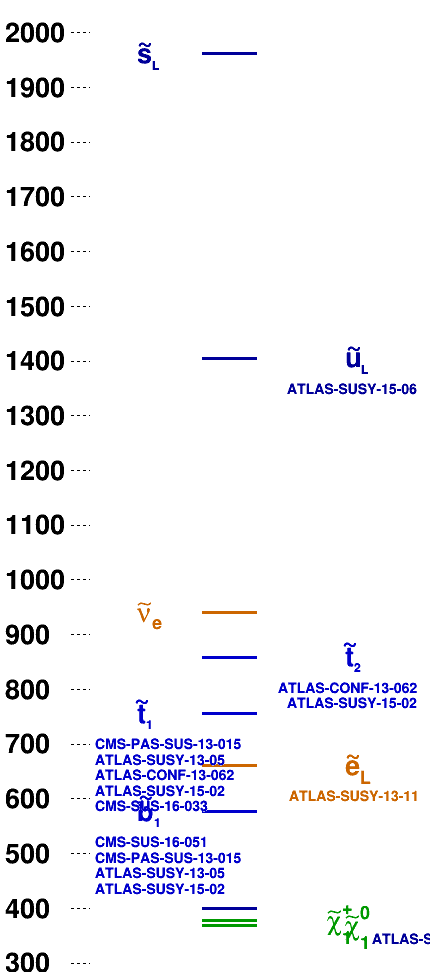 2000
s̃L
1900
1800
1700
1600
1500
1400
ũL
ATLAS-SUSY-15-06
1300
1200
1100
1000
ν̃e
900
t̃2
800
ATLAS-CONF-13-062
ATLAS-SUSY-15-02
t̃1
700
CMS-PAS-SUS-13-015
ATLAS-SUSY-13-05
ẽL
ATLAS-CONF-13-062
ATLAS-SUSY-15-02
ATLAS-SUSY-13-11
600
CMS-SUS-16-033
b̃1
CMS-SUS-16-051
500
CMS-PAS-SUS-13-015
ATLAS-SUSY-13-05
ATLAS-SUSY-15-02
400
χ̃1+ χ̃10
ATLAS-S
300